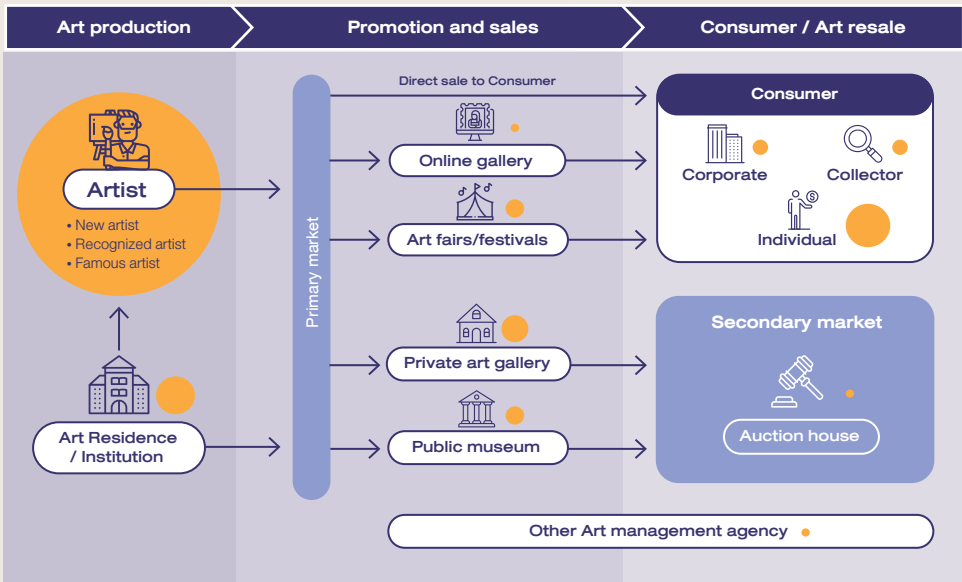 Art production
Promotion and sales
Consumer / Art resale
Artist
• New artist
• Recognized artist
• Famous artist
Art Residence
/ Institution
Primary market
Direct sale to Consumer
Online gallery
Art fairs/festivals
Private art gallery
Public museum
Consumer
Corporate
Collector
Individual
Secondary market
Auction house
Other Art management agency